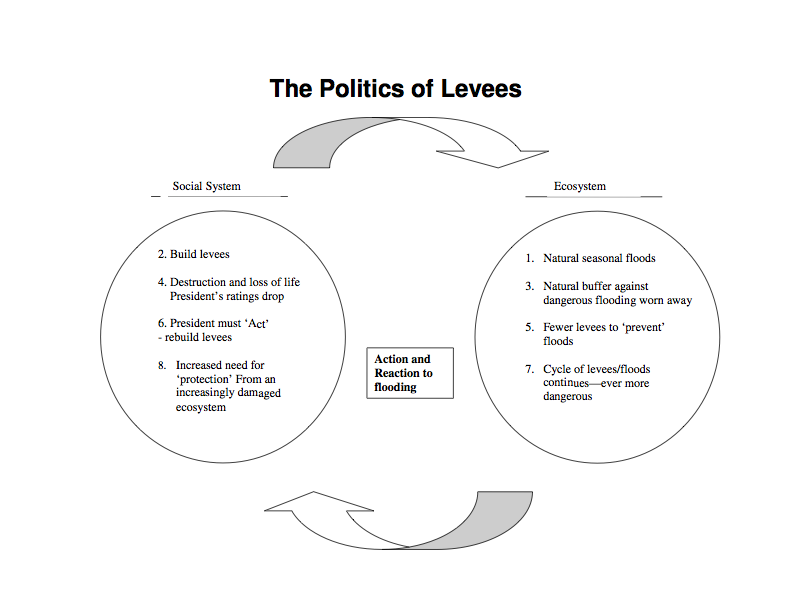 The Politics of Levees
Social System
Ecosystem
2. Build levees
4. Destruction and loss of life
President's ratings drop
6. President must 'Act'
- rebuild levees
8. Increased need for
'protection' From an
increasingly damaged
ecosystem
Action and
Reaction to
flooding
1. Natural seasonal floods
3. Natural buffer against
dangerous flooding worn away
5. Fewer levees to 'prevent'
floods
7. Cycle of levees/floods
continues—ever more
dangerous